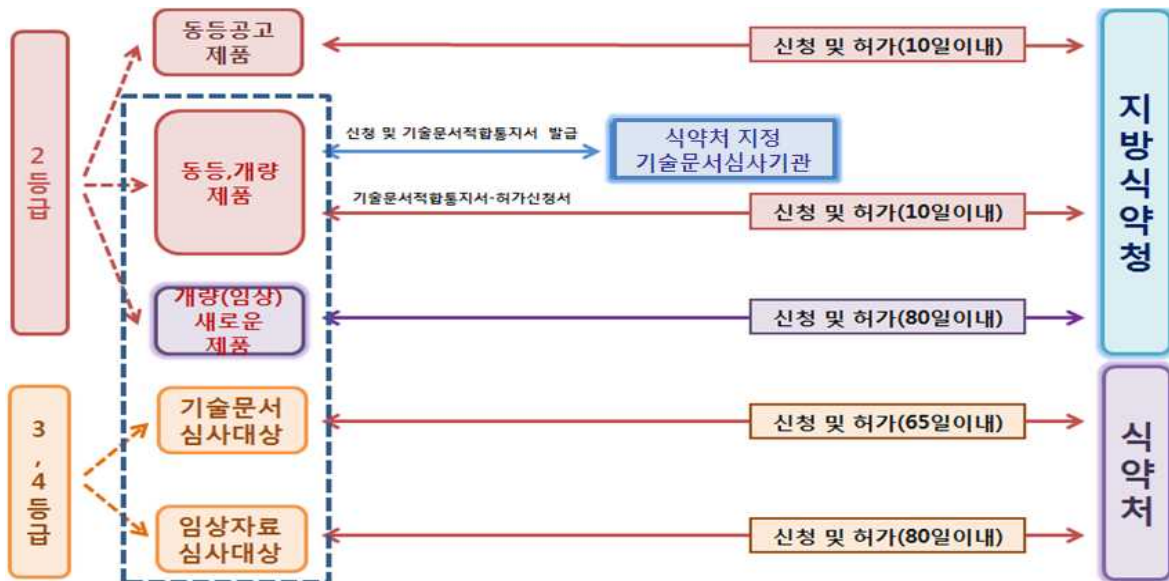 2등급
동등공고
제품
신청 및 허가(10일이내)
지방식약청
동등,개량
제품
신청 및 기술문서적합통지서 발급
식약처 지정
기술문서심사기관
기술문서적합통지서-허가신청서
신청 및 허가(10일이내)
개량(임상)
새로운
제품
신청 및 허가(80일이내)
3,4등급
기술문서
심사대상
신청 및 허가(65일이내)
식약처
임상자료
심사대상
신청 및 허가(80일이내)